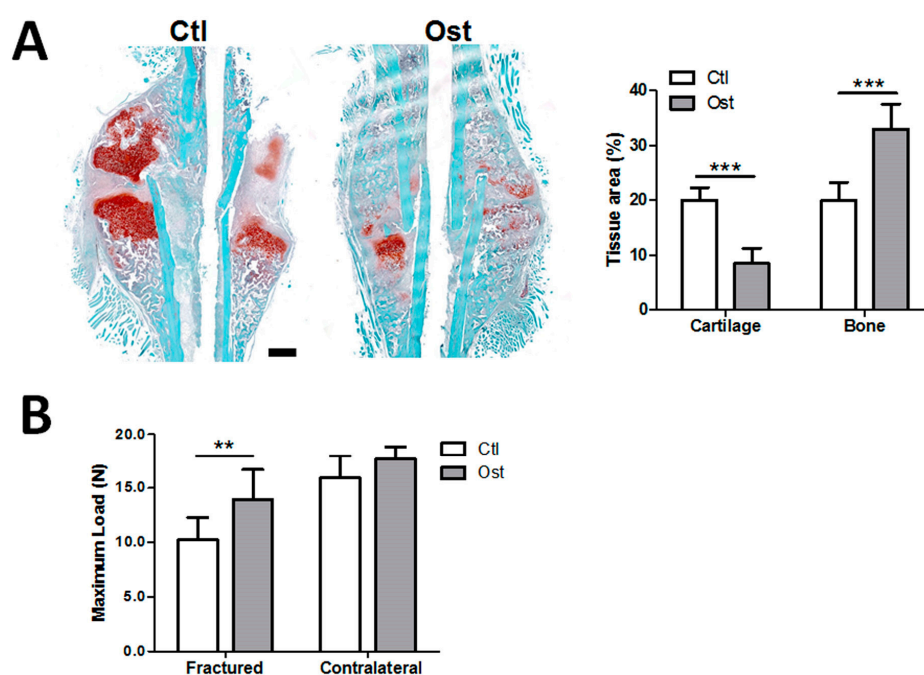 A
Ctl
Ost
Ctl
Ost
***
***
40
30
20
10
0
Tissue area (%)
Cartilage
Bone
B
Ctl
Ost
**
20.0
15.0
10.0
5.0
0.0
Maximum Load (N)
Fractured
Contralateral